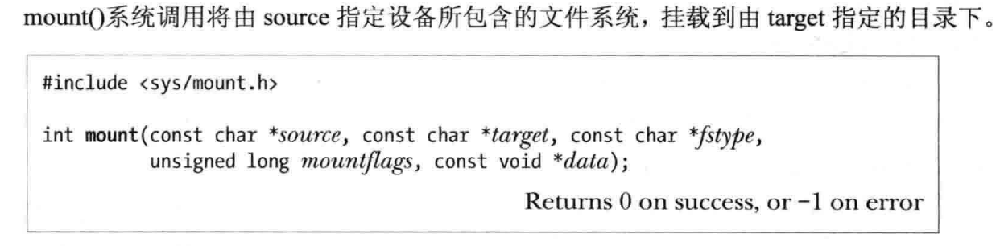 mount()系统调用将由 source 指定设备所包含的文件系统，挂载到由 target 指定的目录下。
#include <sys/mount.h>
int mount(const char *source, const char *target, const char *fstype,
unsigned long mountflags, const void *data);
Returns 0 on success, or −1 on error